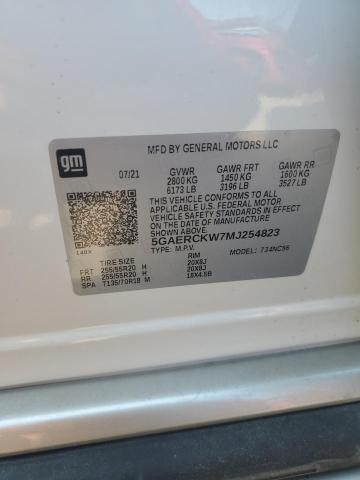 gm
MFD BY GENERAL MOTORS LLC
07/21 GVWR GAWR FRT GAWR RR
2800 KG 1450 KG 1600 KG
6173 LB 3196 LB 3527 LB
THIS VEHICLE CONFORMS TO ALL
APPLICABLE U.S. FEDERAL MOTOR
VEHICLE SAFETY STANDARDS IN EFFECT
ON THE DATE OF MANUFACTURE
SHOWN ABOVE.
5GAERCKW7MJ254823
TYPE: M.P.V. MODEL: 734NC56
TIRE SIZE RIM
FRT 255/55R20 H 20X8J
RR 255/55R20 H 20X8J
SPA T135/70R18 M 18X4.5B